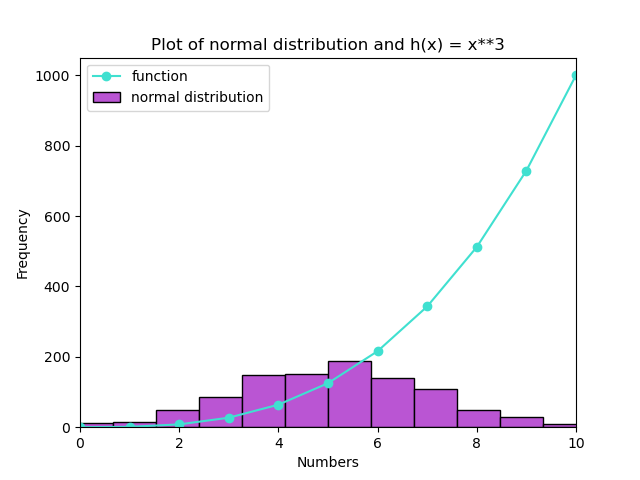 Plot of normal distribution and h(x) = x**3
function
normal distribution
1000
800
600
400
200
0
Frequency
0 2 4 6 8 10
Numbers